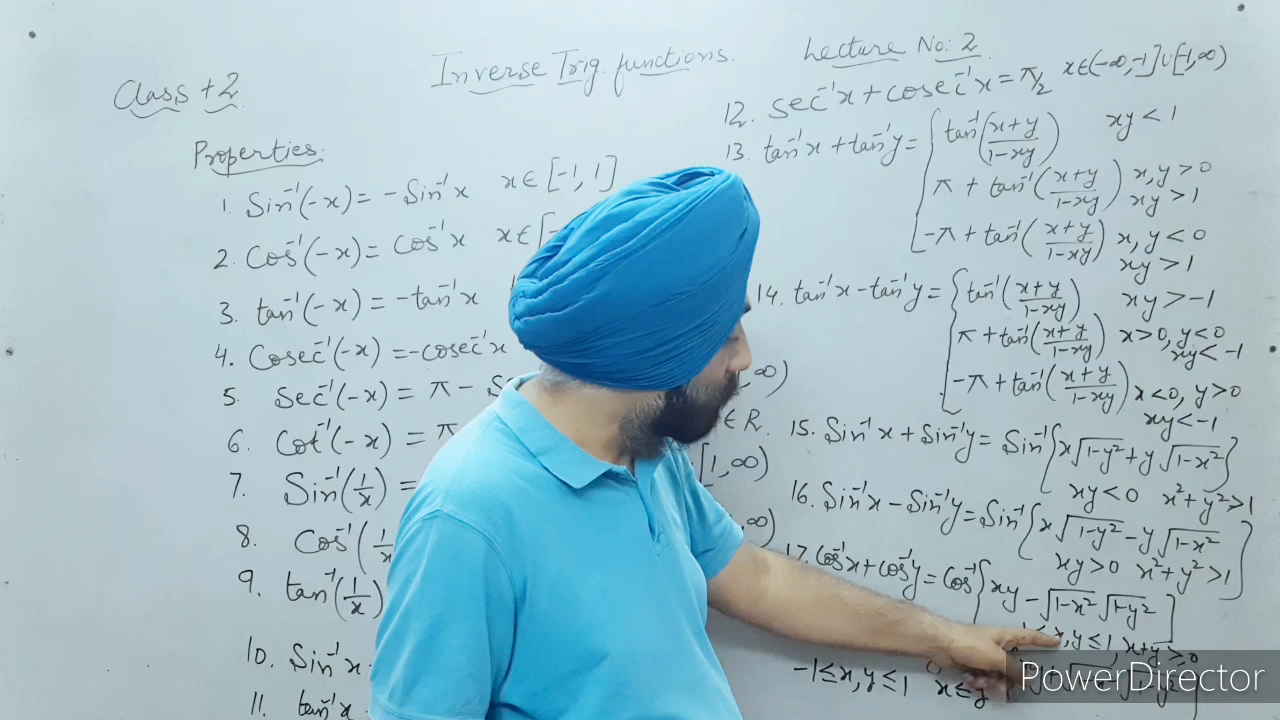 Inverse Trig. functions.
Lecture No: 2
Class +2
Properties.
1. Sin⁻¹(-x) = -Sin⁻¹x x∈[-1, 1]
2. Cos⁻¹(-x) = Cos⁻¹x x∈[-
3. tan⁻¹(-x) = -tan⁻¹x
4. Cosec⁻¹(-x) = -cosec⁻¹x
5. Sec⁻¹(-x) = π - S ∞)
6. Cot⁻¹(-x) = π ∈ R.
7. Sin⁻¹(1/x) = [1, ∞)
8. Cos⁻¹(1/x ∞)
9. tan⁻¹(1/x)
10. Sin⁻¹x
11. tan⁻¹x
12. Sec⁻¹x + Cosec⁻¹x = π/2 x∈(-∞, -1]∪[1, ∞)
13. tan⁻¹x + tan⁻¹y = { tan⁻¹((x+y)/(1-xy)) xy < 1
π + tan⁻¹((x+y)/(1-xy)) x, y > 0
xy > 1
-π + tan⁻¹((x+y)/(1-xy)) x, y < 0
xy > 1
14. tan⁻¹x - tan⁻¹y = { tan⁻¹((x+y)/(1-xy)) xy > -1
π + tan⁻¹((x+y)/(1-xy)) x>0, y<0
xy < -1
-π + tan⁻¹((x+y)/(1-xy)) x<0, y>0
xy < -1
15. Sin⁻¹x + Sin⁻¹y = Sin⁻¹{x√(1-y²) + y√(1-x²)}
xy < 0 x²+y²>1
16. Sin⁻¹x - Sin⁻¹y = Sin⁻¹{x√(1-y²) - y√(1-x²)}
xy > 0 x²+y²>1
17. Cos⁻¹x + Cos⁻¹y = Cos⁻¹{xy - √(1-x²)√(1-y²)}
x, y ≤ 1, x+y ≥ 0
-1 ≤ x, y ≤ 1 x ≤ y
PowerDirector